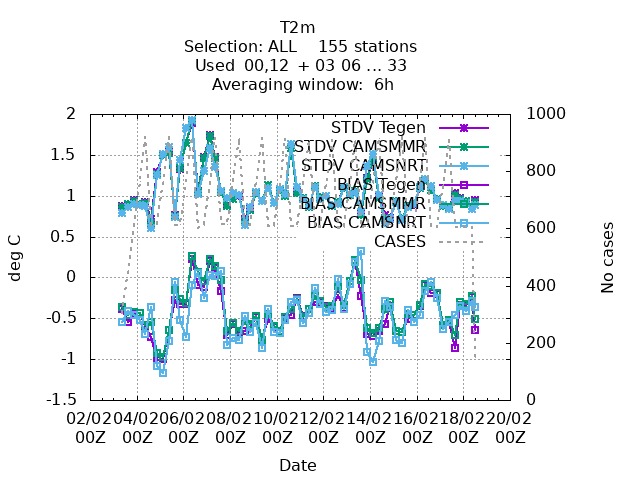 T2m
Selection: ALL    155 stations
Used  00,12  + 03 06 ... 33
Averaging window:  6h
STDV Tegen
STDV CAMSMMR
STDV CAMSNRT
BIAS Tegen
BIAS CAMSMMR
BIAS CAMSNRT
CASES
2
1.5
1
0.5
0
-0.5
-1
-1.5
deg C
1000
800
600
400
200
0
No cases
02/02 04/02 06/02 08/02 10/02 12/02 14/02 16/02 18/02 20/02
00Z 00Z 00Z 00Z 00Z 00Z 00Z 00Z 00Z 00Z
Date